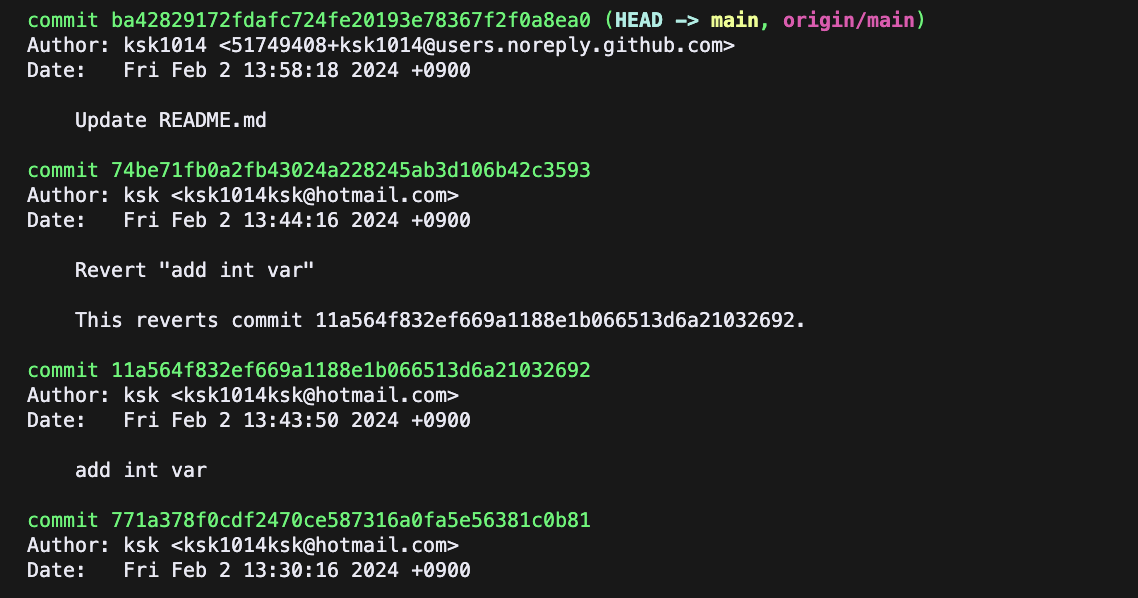 commit ba42829172fdafc724fe20193e78367f2f0a8ea0 (HEAD -> main, origin/main)
Author: ksk1014 <51749408+ksk1014@users.noreply.github.com>
Date:   Fri Feb 2 13:58:18 2024 +0900
Update README.md
commit 74be71fb0a2fb43024a228245ab3d106b42c3593
Author: ksk <ksk1014ksk@hotmail.com>
Date:   Fri Feb 2 13:44:16 2024 +0900
Revert "add int var"
This reverts commit 11a564f832ef669a1188e1b066513d6a21032692.
commit 11a564f832ef669a1188e1b066513d6a21032692
Author: ksk <ksk1014ksk@hotmail.com>
Date:   Fri Feb 2 13:43:50 2024 +0900
add int var
commit 771a378f0cdf2470ce587316a0fa5e56381c0b81
Author: ksk <ksk1014ksk@hotmail.com>
Date:   Fri Feb 2 13:30:16 2024 +0900